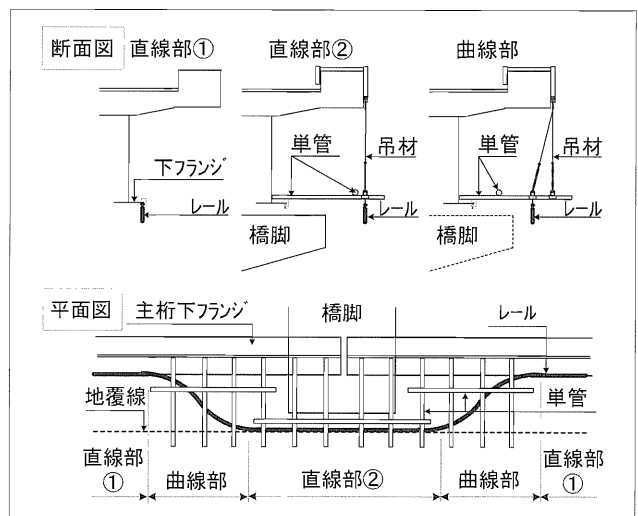 断面図
直線部①
直線部②
曲線部
下フランジ
レール
単管
吊材
レール
橋脚
単管
吊材
レール
橋脚
平面図
主桁下フランジ
橋脚
レール
地覆線
単管
直線部
①
曲線部
直線部②
曲線部
直線部
①